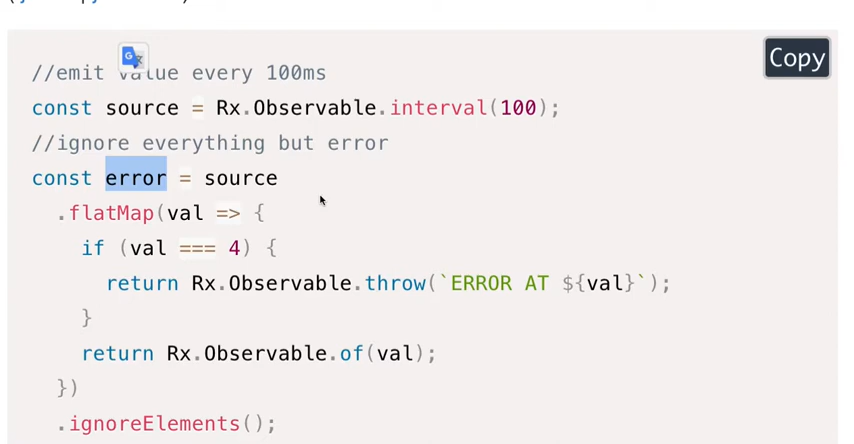 //emit value every 100ms
Copy
const source = Rx.Observable.interval(100);
//ignore everything but error
const error = source
  .flatMap(val => {
    if (val === 4) {
      return Rx.Observable.throw(`ERROR AT ${val}`);
    }
    return Rx.Observable.of(val);
  })
  .ignoreElements();